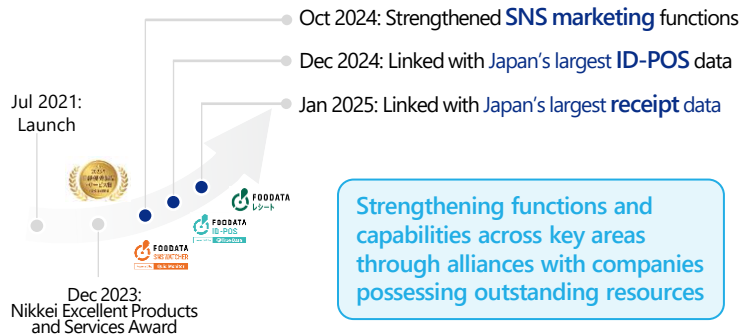 Oct 2024: Strengthened SNS marketing functions
Dec 2024: Linked with Japan's largest ID-POS data
Jan 2025: Linked with Japan's largest receipt data
Jul 2021:
Launch
FOODATA
レシート
FOODATA
ID-POS
FOODATA
Strengthening functions and
capabilities across key areas
through alliances with companies
possessing outstanding resources
Dec 2023:
Nikkei Excellent Products
and Services Award